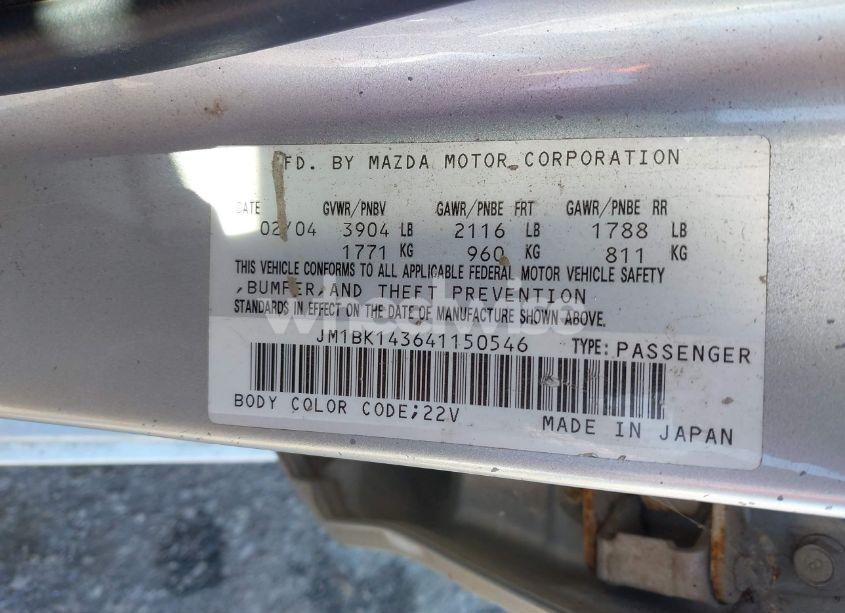 FD. BY MAZDA MOTOR CORPORATION
DATE GVWR/PNBV GAWR/PNBE FRT GAWR/PNBE RR
02/04 3904 LB 2116 LB 1788 LB
1771 KG 960 KG 811 KG
THIS VEHICLE CONFORMS TO ALL APPLICABLE FEDERAL MOTOR VEHICLE SAFETY
,BUMPER,AND THEFT PREVENTION
STANDARDS IN EFFECT ON THE DATE OF MANUFACTURE SHOWN ABOVE.
JM1BK143641150546 TYPE: PASSENGER
BODY COLOR CODE;22V MADE IN JAPAN